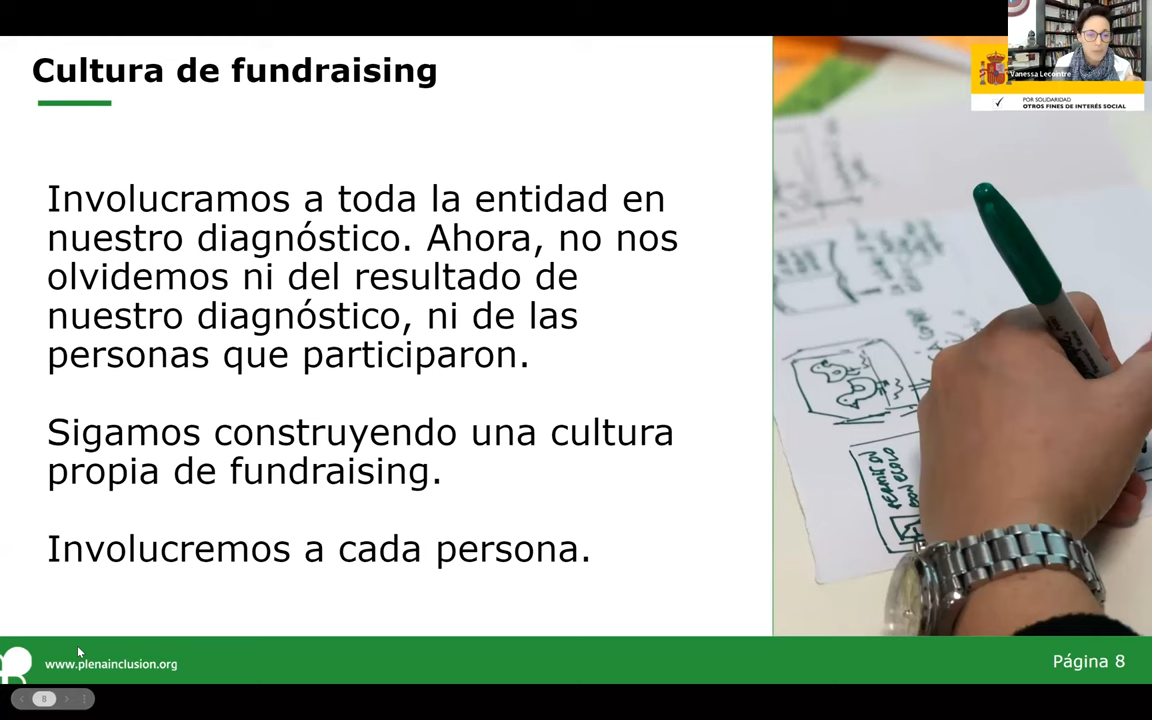 Cultura de fundraising
Vanessa Lecointre
POR SOLIDARIDAD
OTROS FINES DE INTERÉS SOCIAL
Involucramos a toda la entidad en
nuestro diagnóstico. Ahora, no nos
olvidemos ni del resultado de
nuestro diagnóstico, ni de las
personas que participaron.
Sigamos construyendo una cultura
propia de fundraising.
Involucremos a cada persona.
www.plenainclusion.org
Página 8
8